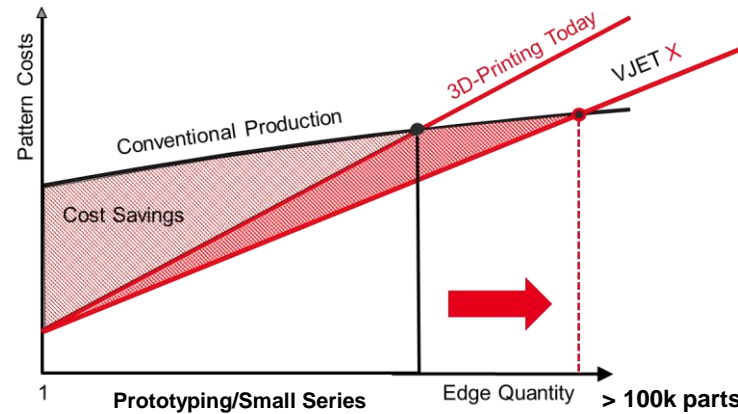 Pattern Costs
Conventional Production
3D-Printing Today
VJET X
Cost Savings
1
Prototyping/Small Series
Edge Quantity
> 100k parts